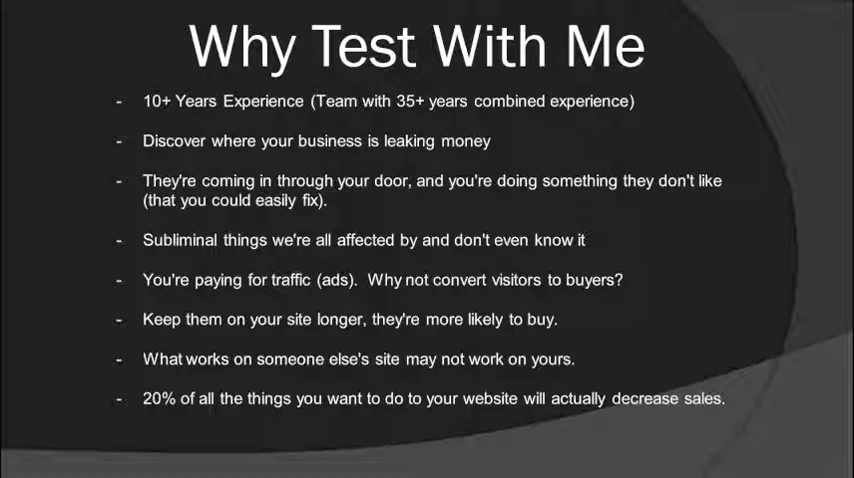 Why Test With Me
- 10+ Years Experience (Team with 35+ years combined experience)
- Discover where your business is leaking money
- They're coming in through your door, and you're doing something they don't like
(that you could easily fix).
- Subliminal things we're all affected by and don't even know it
- You're paying for traffic (ads).  Why not convert visitors to buyers?
- Keep them on your site longer, they're more likely to buy.
- What works on someone else's site may not work on yours.
- 20% of all the things you want to do to your website will actually decrease sales.